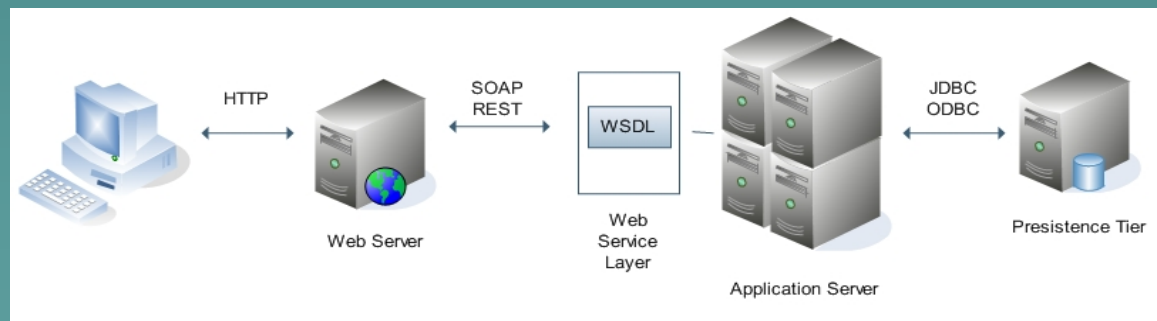 HTTP
Web Server
SOAP
REST
WSDL
Web
Service
Layer
Application Server
JDBC
ODBC
Presistence Tier